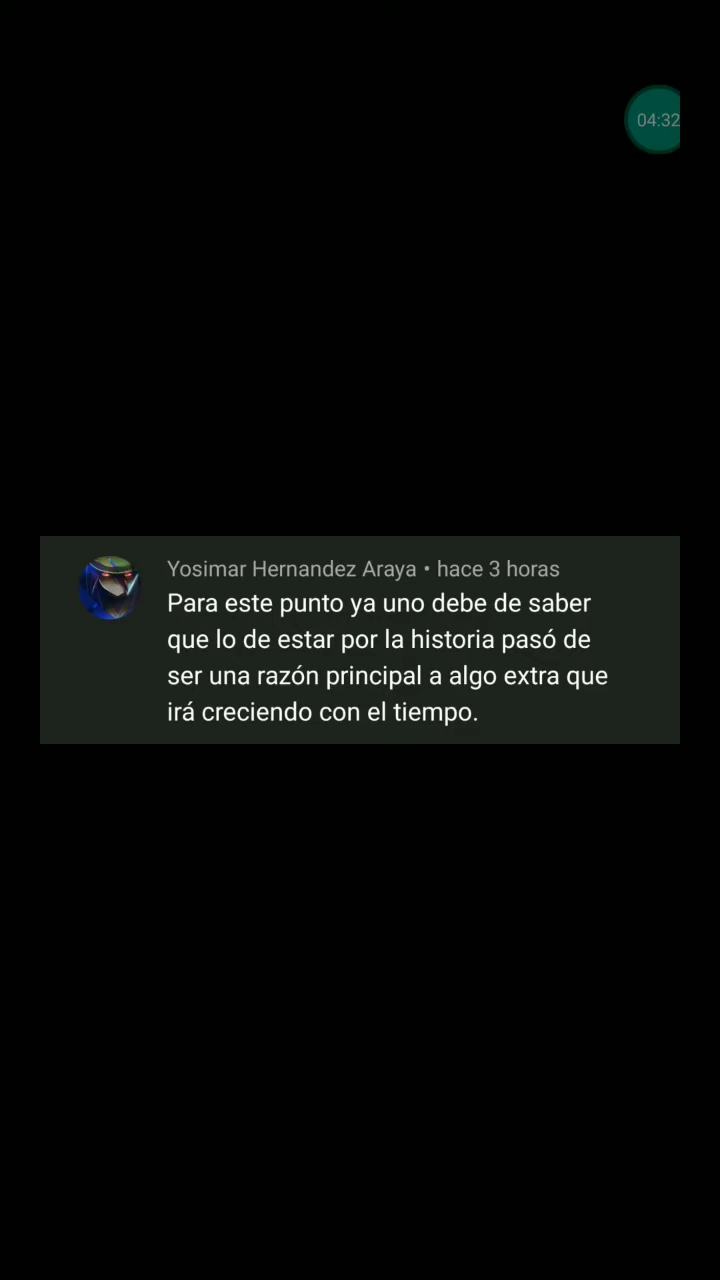 04:32
Yosimar Hernandez Araya • hace 3 horas
Para este punto ya uno debe de saber
que lo de estar por la historia pasó de
ser una razón principal a algo extra que
irá creciendo con el tiempo.